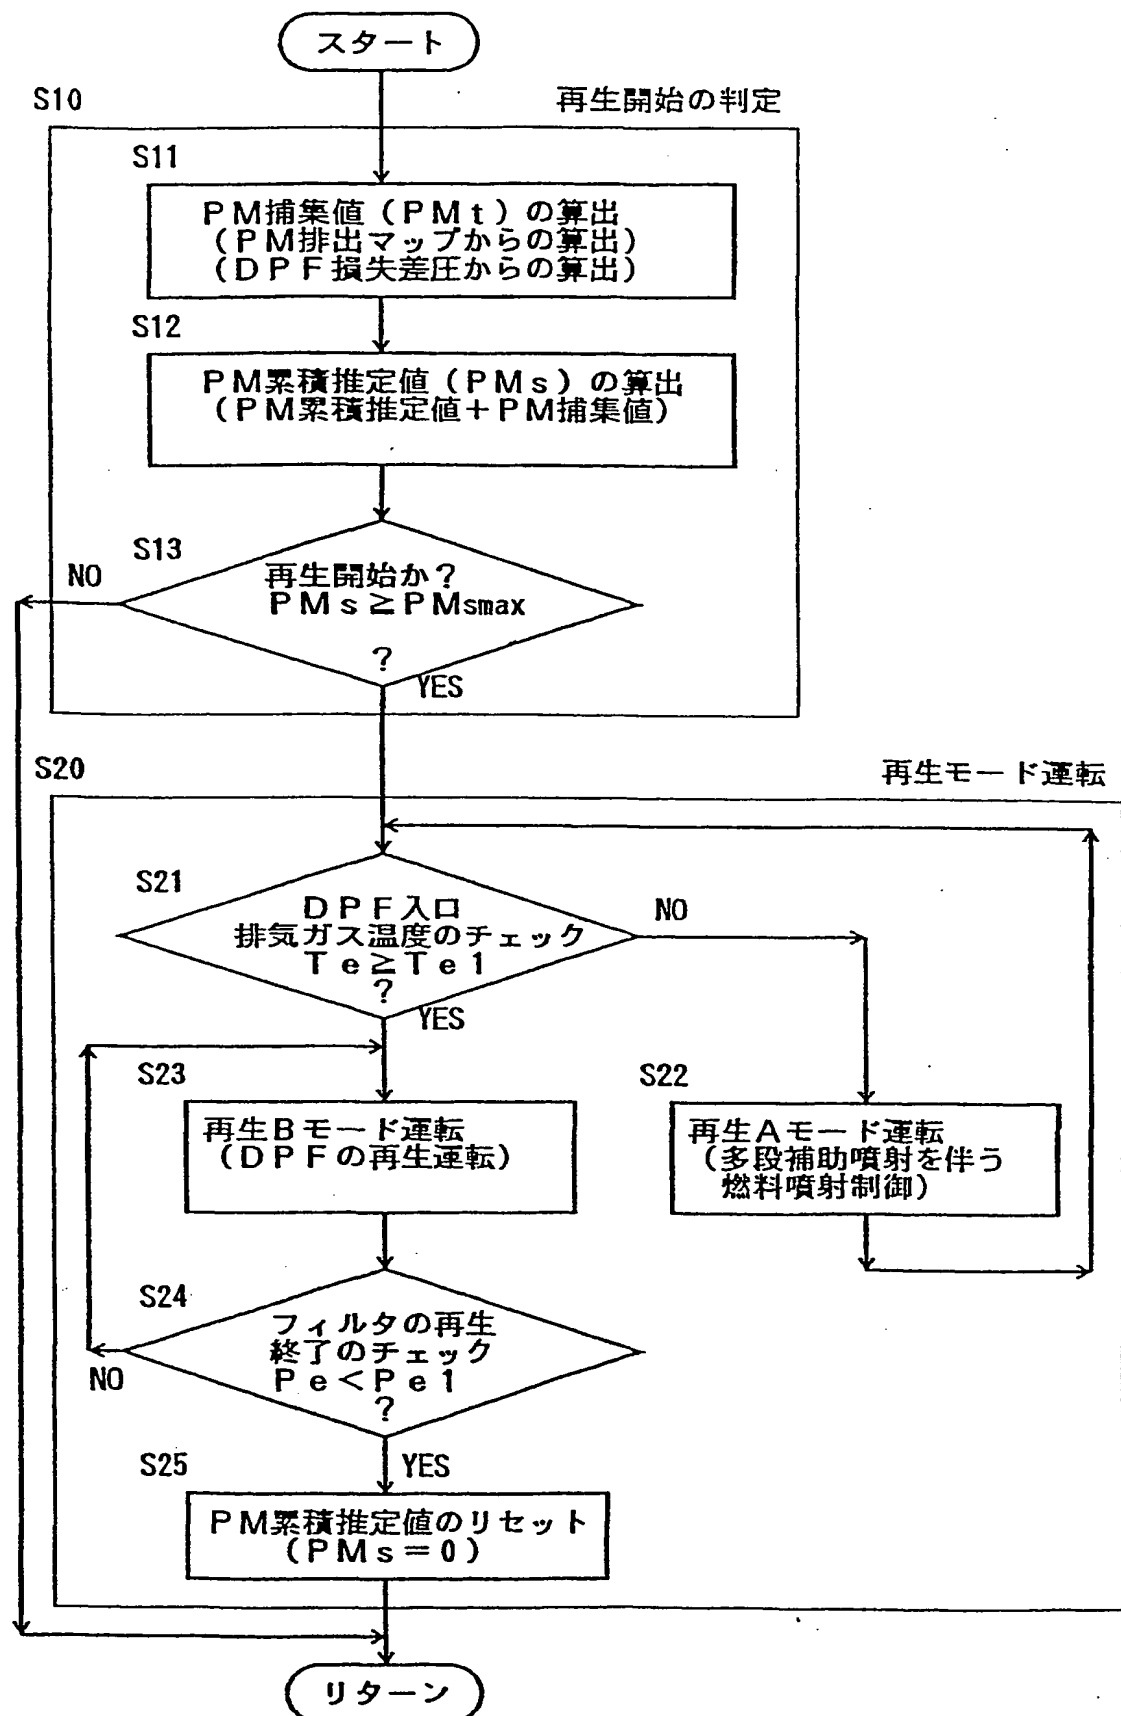 スタート
S10
再生開始の判定
S11
PM捕集値(PMt)の算出
(PM排出マップからの算出)
(DPF損失差圧からの算出)
S12
PM累積推定値(PMs)の算出
(PM累積推定値+PM捕集値)
S13
NO
再生開始か?
PMs≧PMsmax
?
YES
S20
再生モード運転
S21
DPF入口
排気ガス温度のチェック
Te≧Te1
?
NO
YES
S23
再生Bモード運転
(DPFの再生運転)
S22
再生Aモード運転
(多段補助噴射を伴う
燃料噴射制御)
S24
フィルタの再生
終了のチェック
Pe<Pe1
?
NO
YES
S25
PM累積推定値のリセット
(PMs=0)
リターン